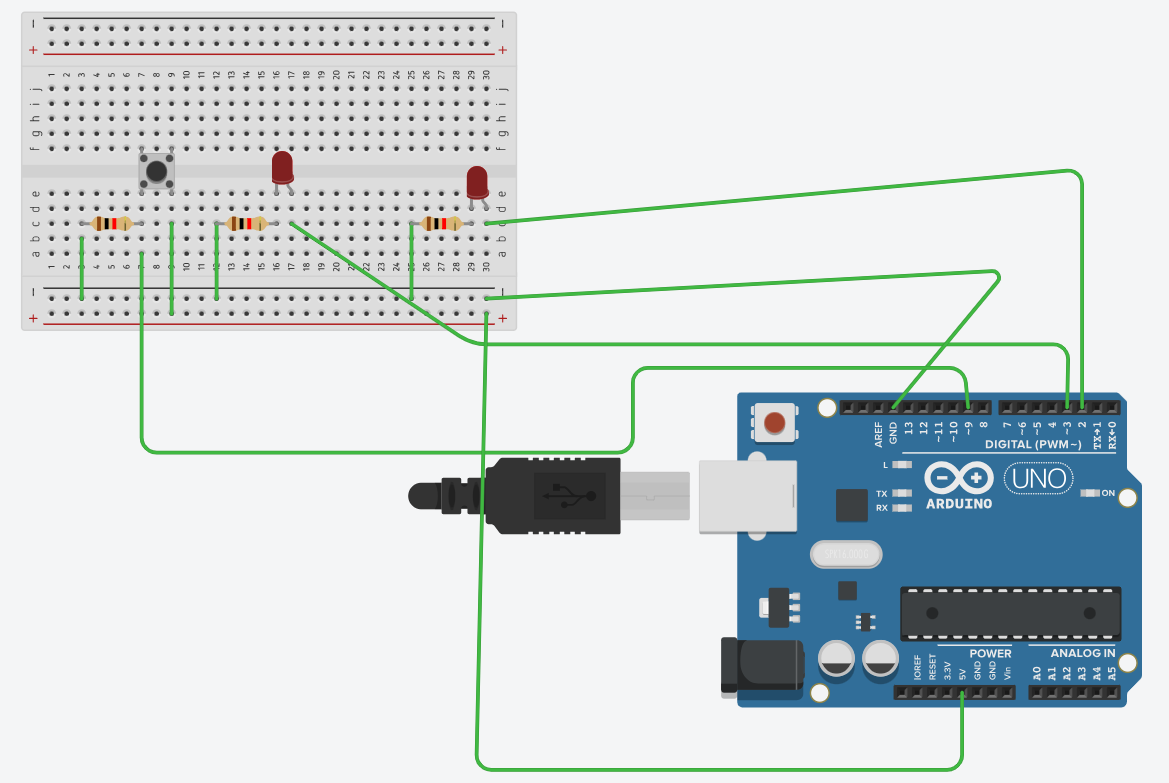 − −
+ +
1 2 3 4 5 6 7 8 9 10 11 12 13 14 15 16 17 18 19 20 21 22 23 24 25 26 27 28 29 30
j j
i i
h h
g g
f f
e e
d d
c c
b b
a a
1 2 3 4 5 6 7 8 9 10 11 12 13 14 15 16 17 18 19 20 21 22 23 24 25 26 27 28 29 30
− −
+ +
AREF GND 13 12 ~11 ~10 ~9 8 7 ~6 ~5 4 ~3 2 TX→1 RX←0
DIGITAL (PWM~)
L
TX
RX
ARDUINO
UNO
ON
POWER
ANALOG IN
IOREF RESET 3.3V 5V GND GND Vin A0 A1 A2 A3 A4 A5